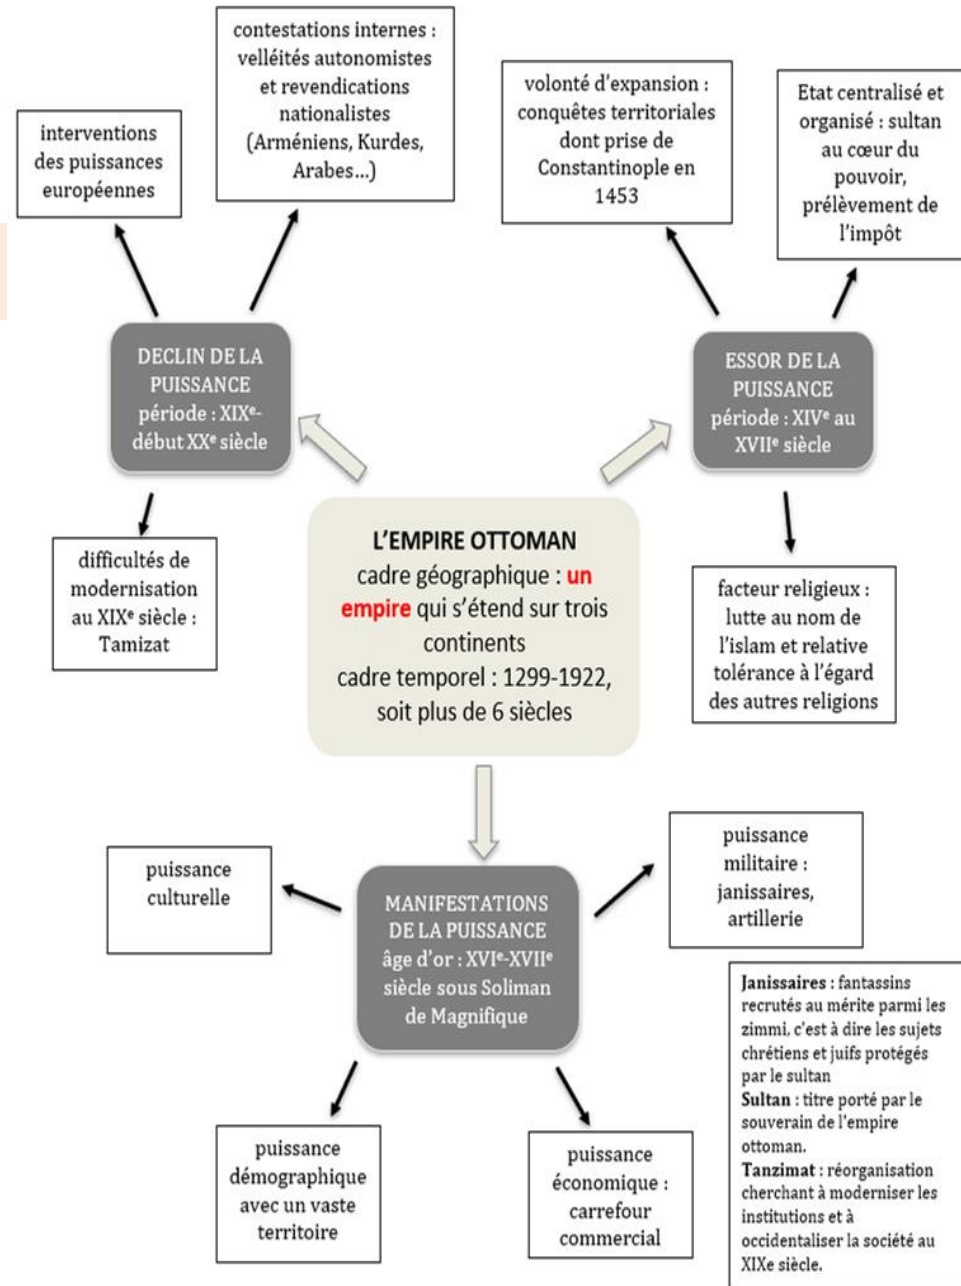 contestations internes :
velléités autonomistes
et revendications
nationalistes
(Arméniens, Kurdes,
Arabes…)
interventions
des puissances
européennes
volonté d'expansion :
conquêtes territoriales
dont prise de
Constantinople en
1453
Etat centralisé et
organisé : sultan
au cœur du
pouvoir,
prélèvement de
l'impôt
DECLIN DE LA
PUISSANCE
période : XIXe-
début XXe siècle
ESSOR DE LA
PUISSANCE
période : XIVe au
XVIIe siècle
difficultés de
modernisation
au XIXe siècle :
Tamizat
L'EMPIRE OTTOMAN
cadre géographique : un
empire qui s'étend sur trois
continents
cadre temporel : 1299-1922,
soit plus de 6 siècles
facteur religieux :
lutte au nom de
l'islam et relative
tolérance à l'égard
des autres religions
puissance
culturelle
MANIFESTATIONS
DE LA PUISSANCE
âge d'or : XVIe-XVIIe
siècle sous Soliman
de Magnifique
puissance
militaire :
janissaires,
artillerie
puissance
démographique
avec un vaste
territoire
puissance
économique :
carrefour
commercial
Janissaires : fantassins
recrutés au mérite parmi les
zimmi, c'est à dire les sujets
chrétiens et juifs protégés
par le sultan
Sultan : titre porté par le
souverain de l'empire
ottoman.
Tanzimat : réorganisation
cherchant à moderniser les
institutions et à
occidentaliser la société au
XIXe siècle.